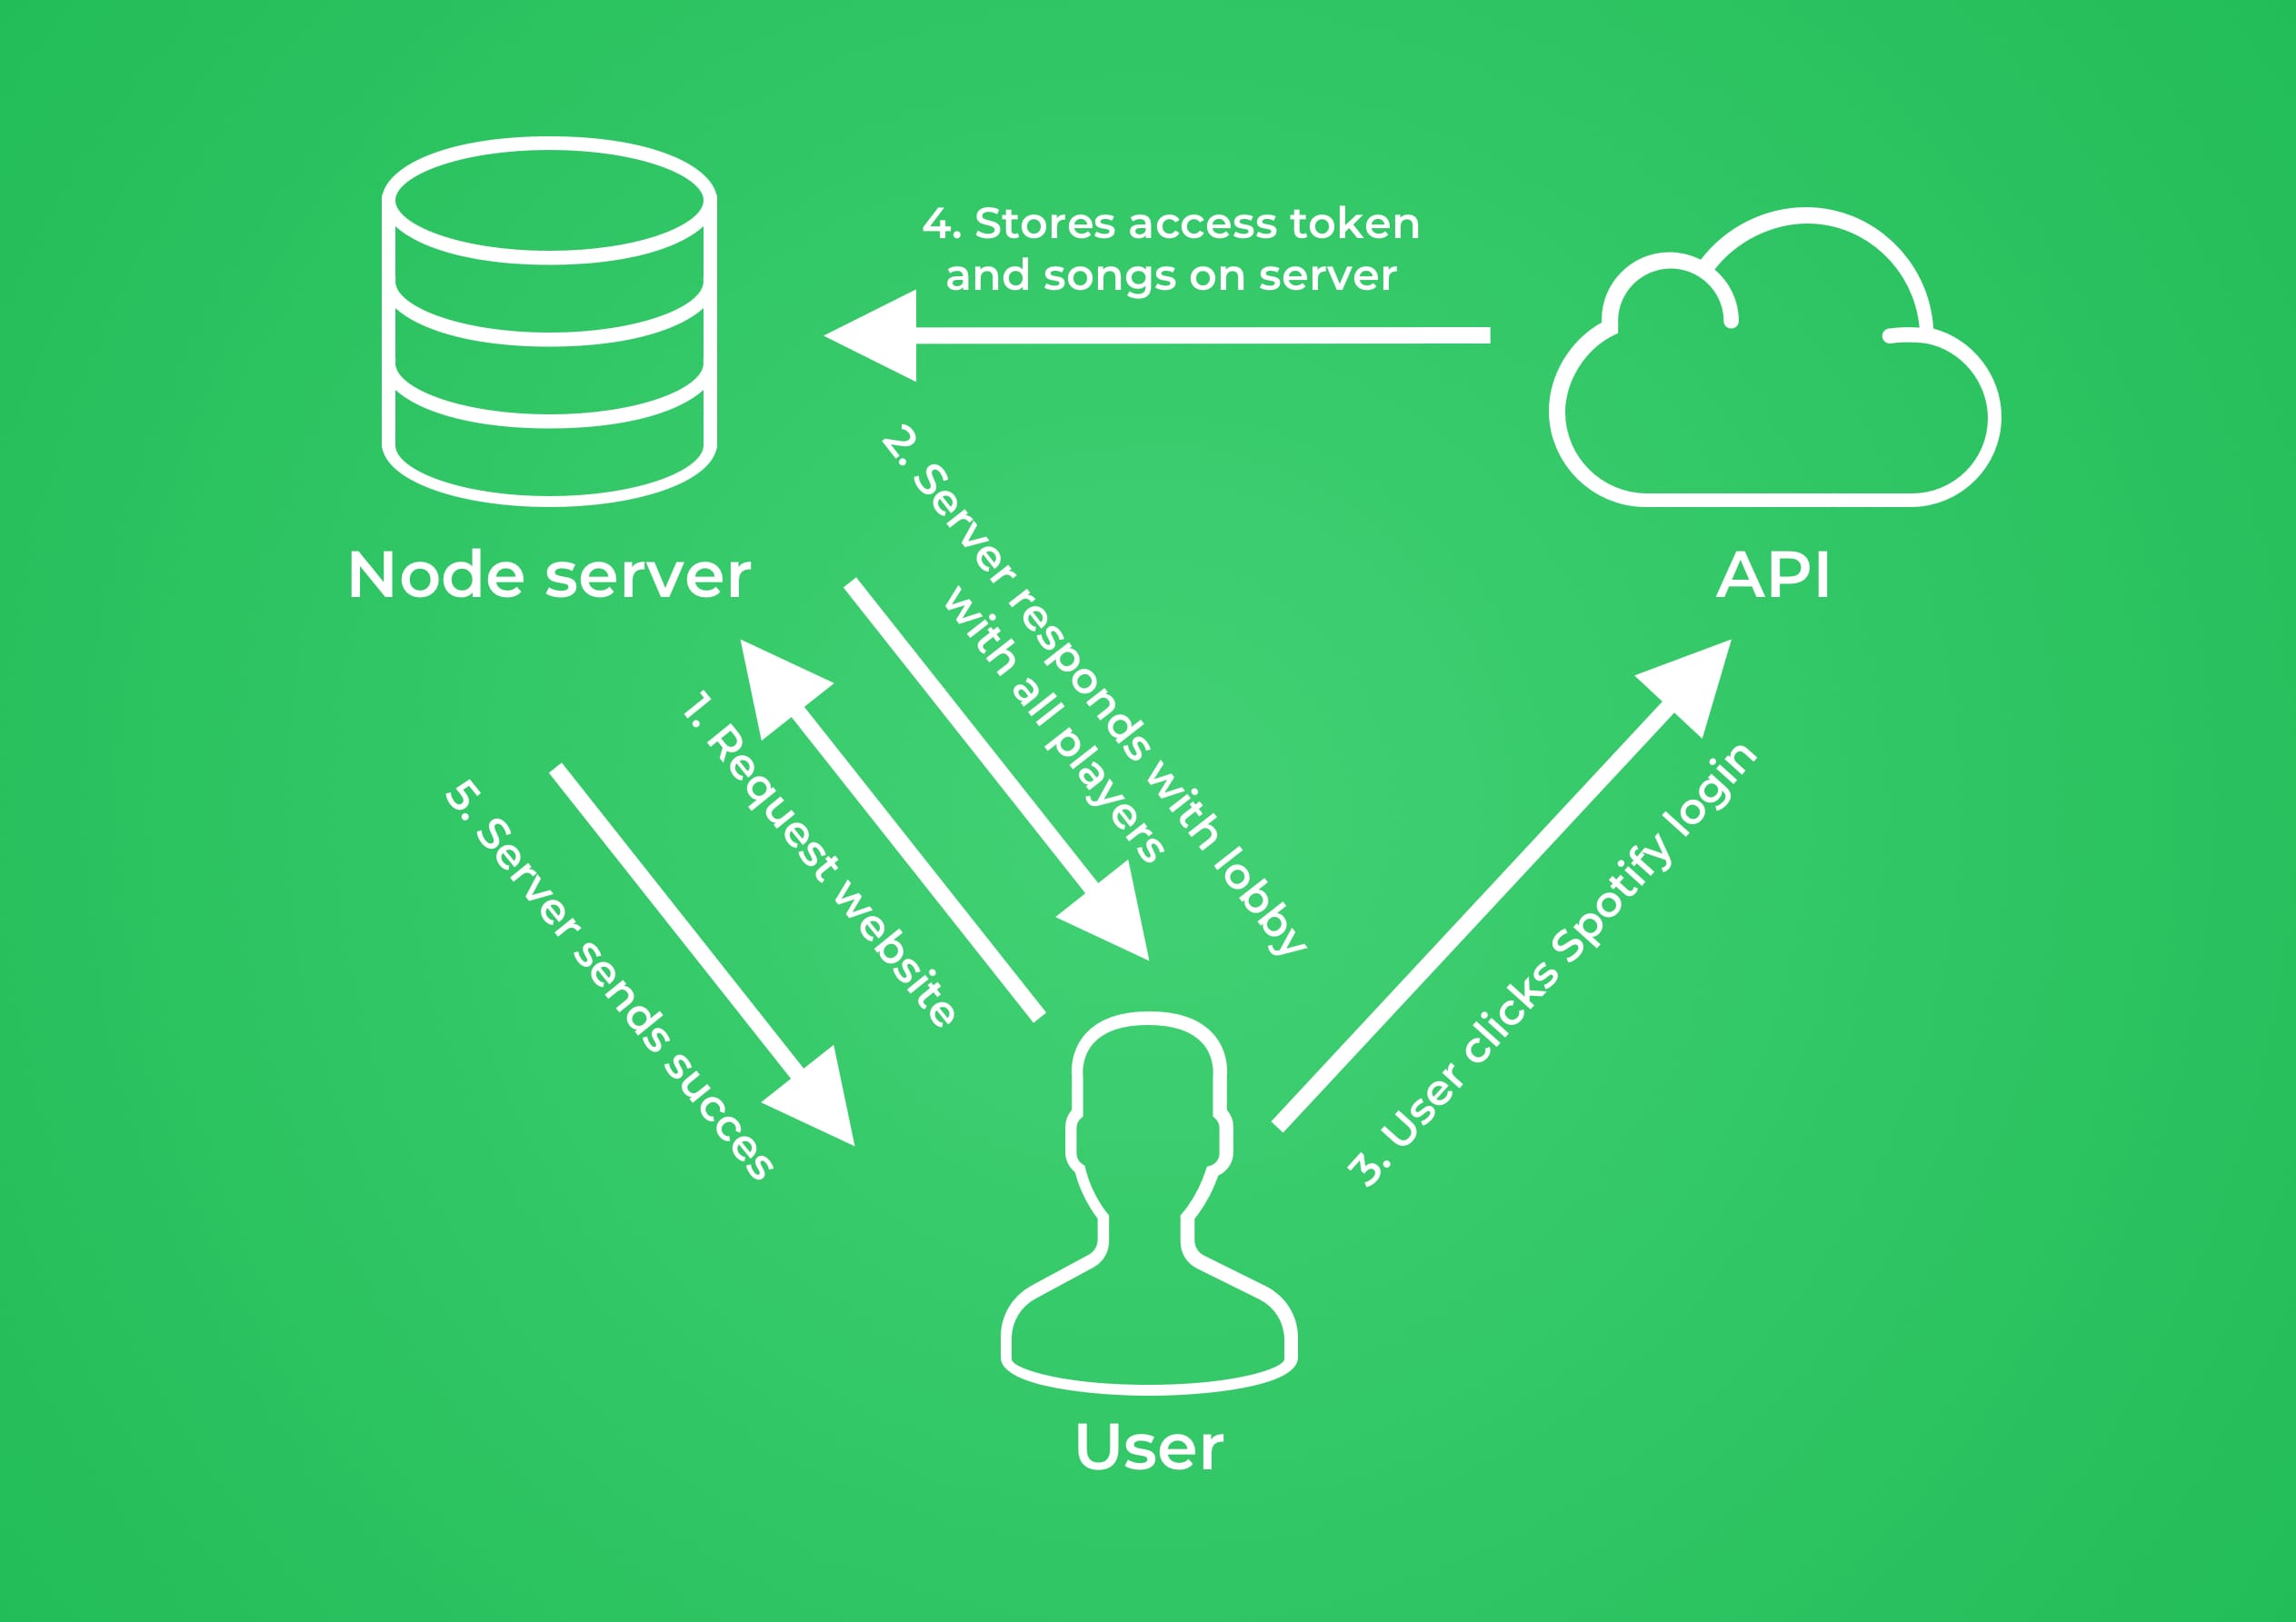 4. Stores access token
and songs on server
Node server
API
2. Server responds with lobby
with all players
1. Request website
5. Server sends succes
3. User clicks Spotify login
User